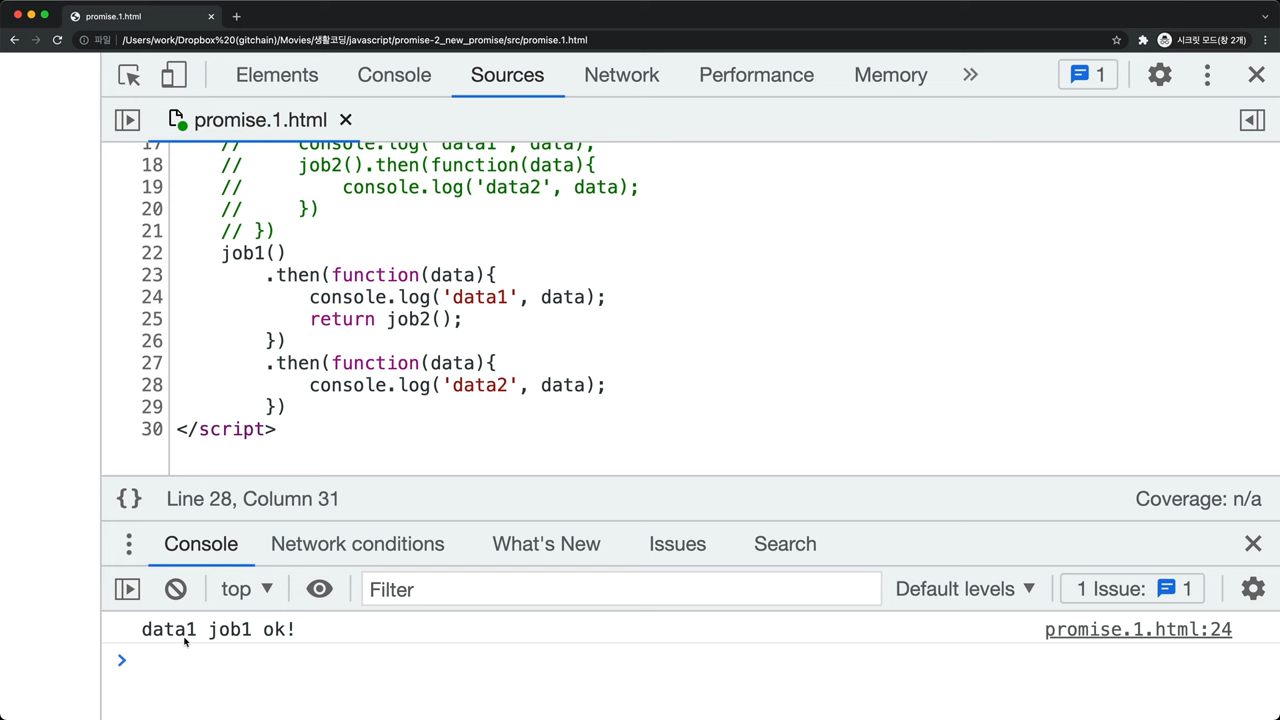 promise.1.html
파일 /Users/work/Dropbox%20(gitchain)/Movies/생활코딩/javascript/promise-2_new_promise/src/promise.1.html 시크릿 모드(창 2개)
Elements Console Sources Network Performance Memory » 1
promise.1.html
17 // console.log('data1', data);
18 // job2().then(function(data){
19 // console.log('data2', data);
20 // })
21 // })
22 job1()
23 .then(function(data){
24 console.log('data1', data);
25 return job2();
26 })
27 .then(function(data){
28 console.log('data2', data);
29 })
30 </script>
{} Line 28, Column 31 Coverage: n/a
Console Network conditions What's New Issues Search
top ▼ Filter Default levels ▼ 1 Issue: 1
data1 job1 ok! promise.1.html:24
>